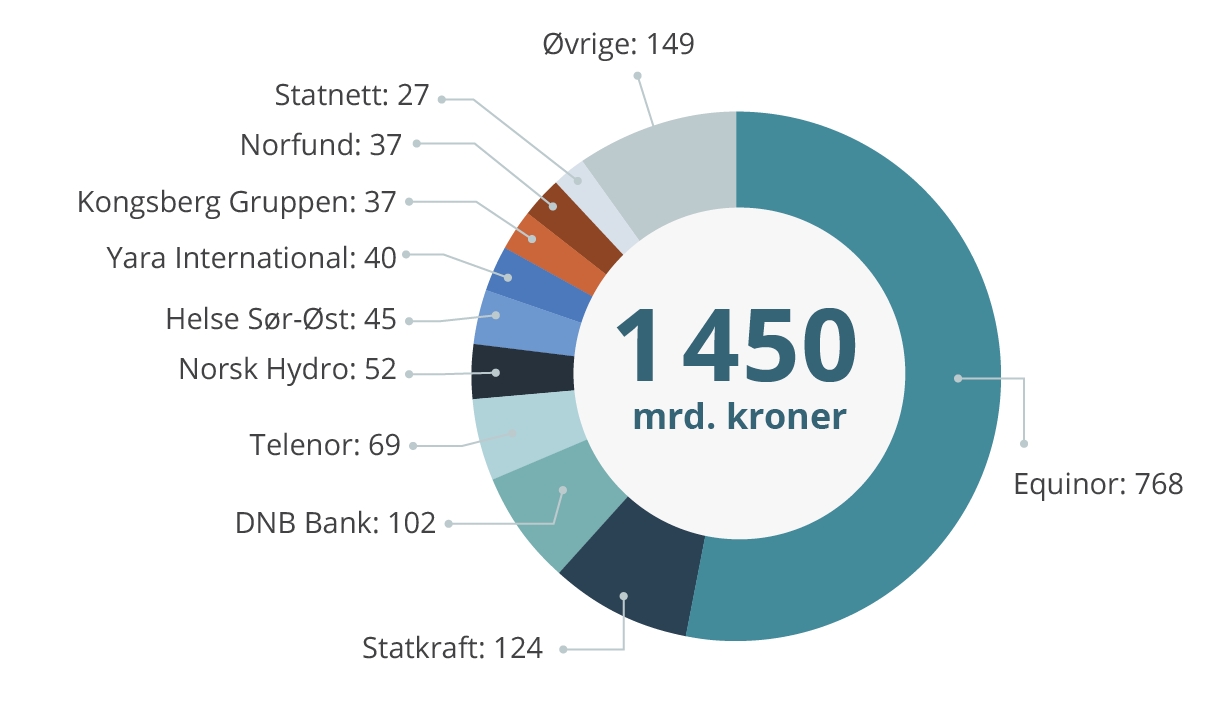 Øvrige: 149
Statnett: 27
Norfund: 37
Kongsberg Gruppen: 37
Yara International: 40
Helse Sør-Øst: 45
Norsk Hydro: 52
Telenor: 69
DNB Bank: 102
Statkraft: 124
Equinor: 768
1 450
mrd. kroner